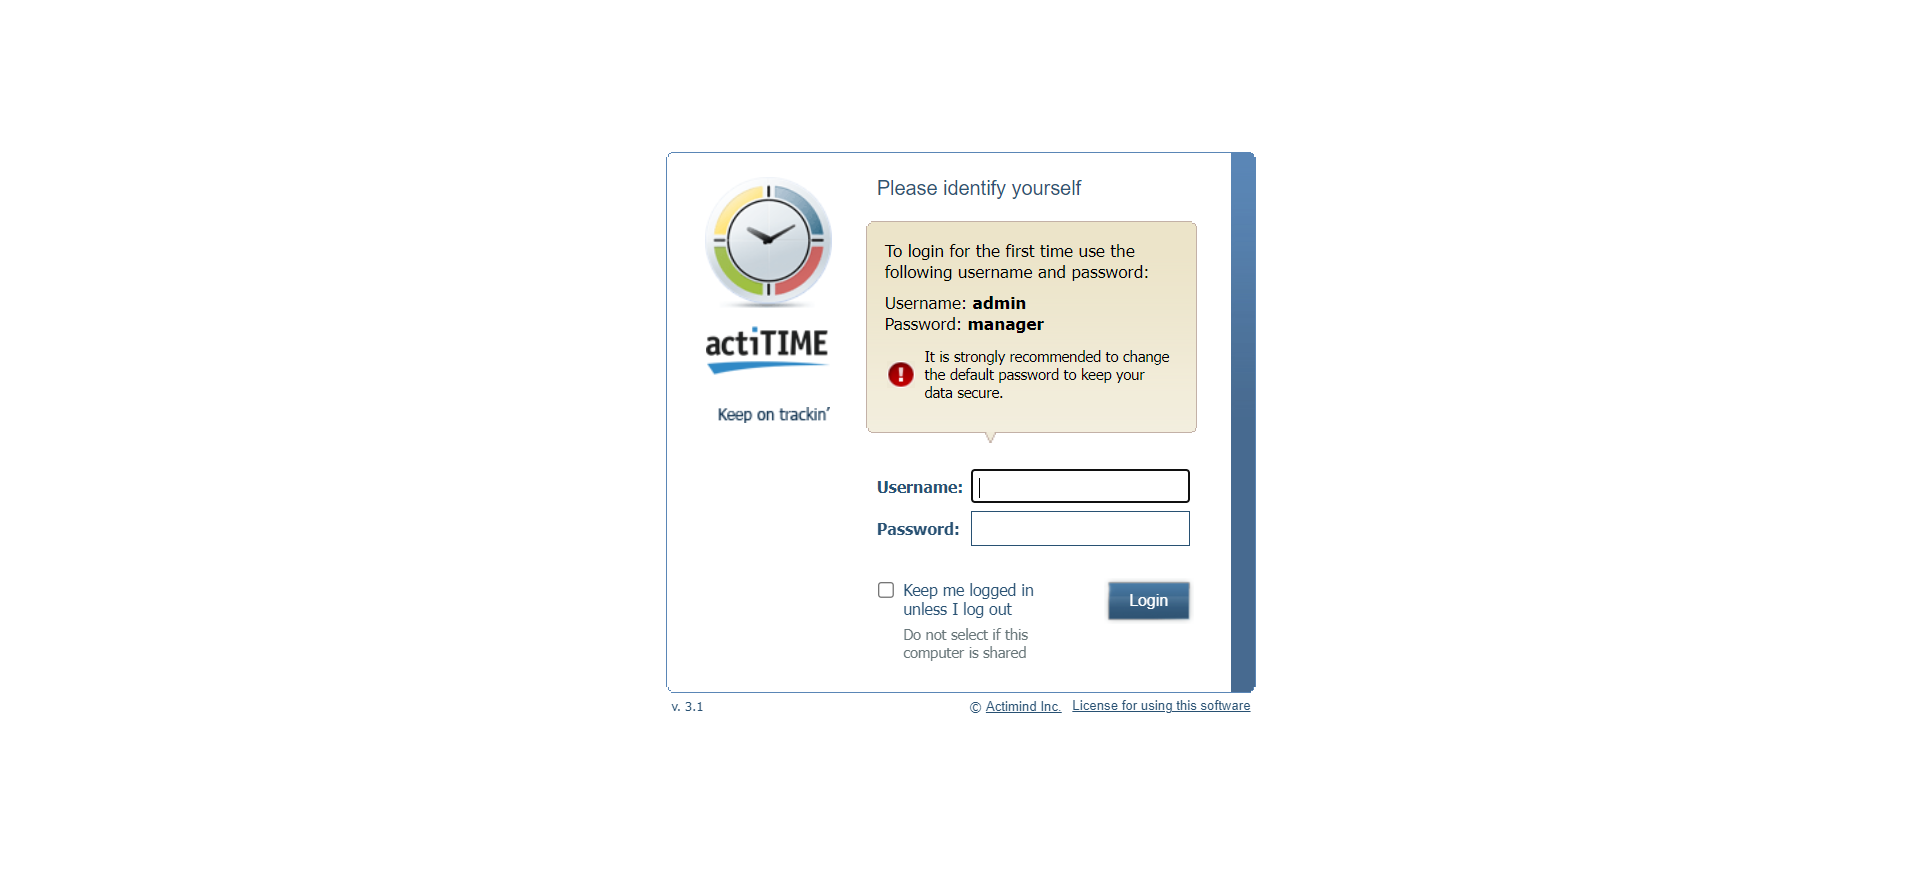 Please identify yourself
To login for the first time use the
following username and password:
Username: admin
Password: manager
It is strongly recommended to change
the default password to keep your
data secure.
actiTIME
Keep on trackin'
Username:
Password:
Keep me logged in
unless I log out
Do not select if this
computer is shared
Login
v. 3.1
© Actimind Inc. License for using this software